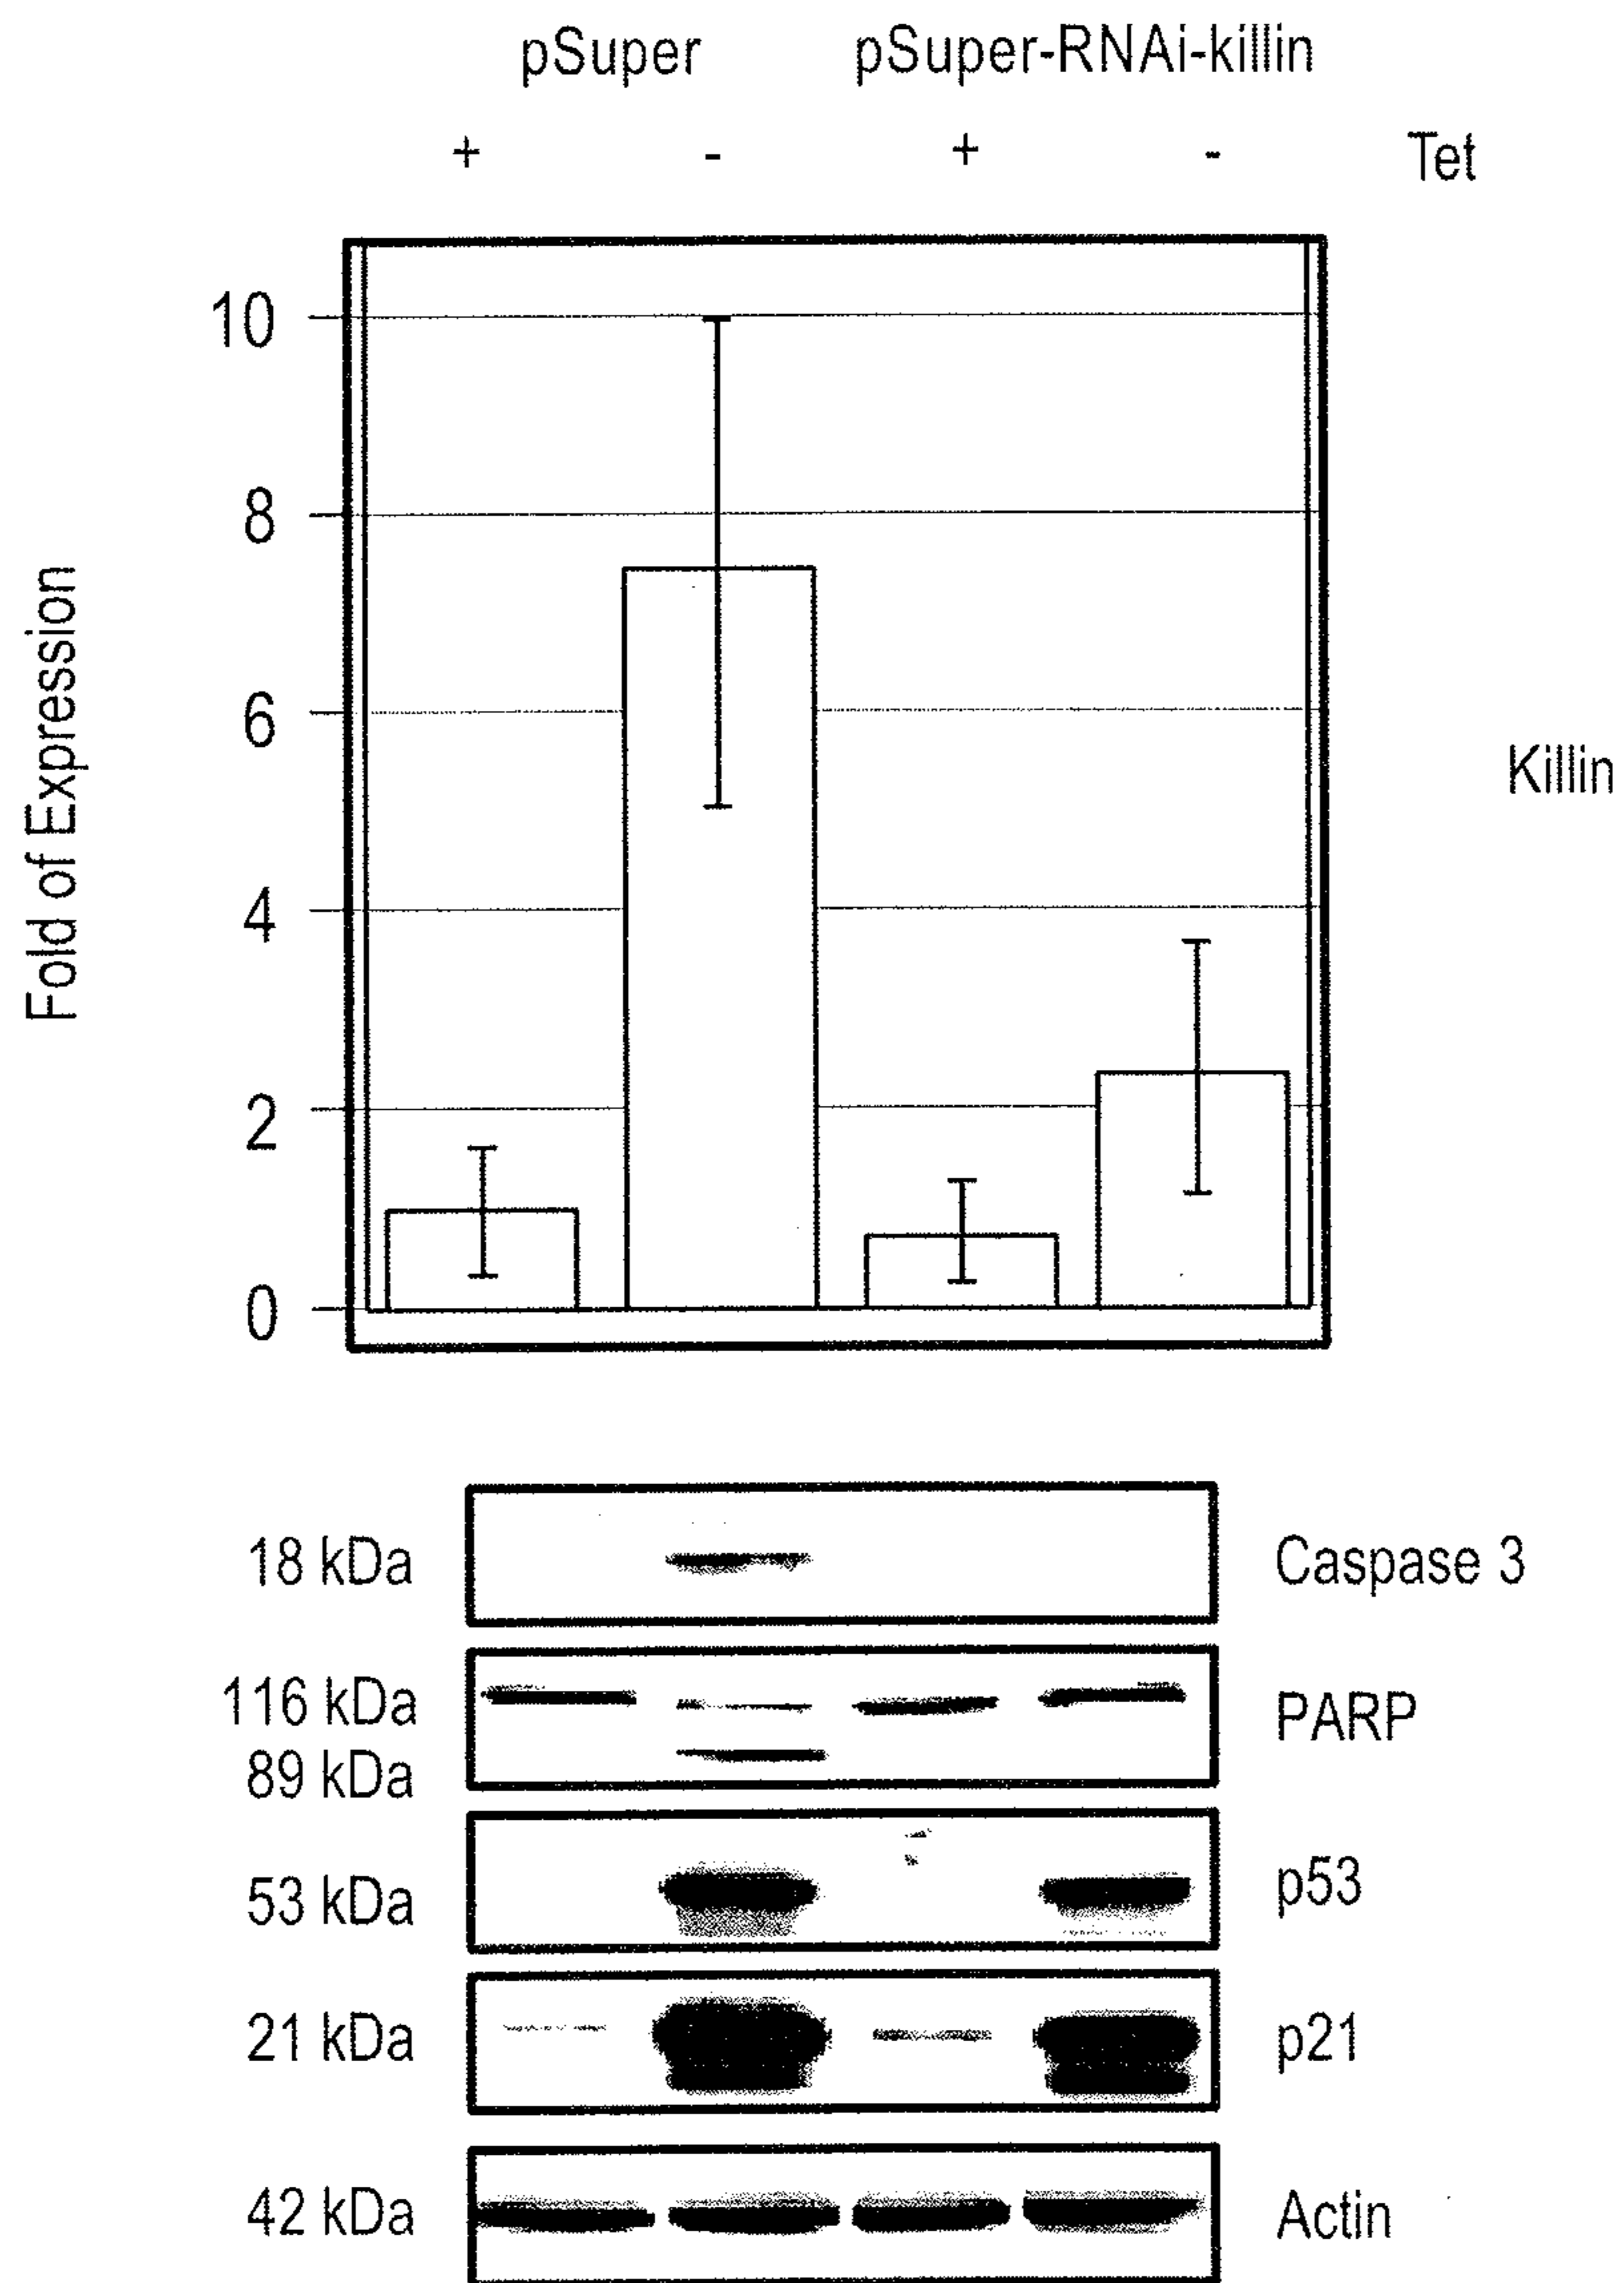 pSuper pSuper-RNAi-killin
+ - + - Tet
10
8
6
4
2
0
Fold of Expression
Killin
18 kDa Caspase 3
116 kDa PARP
89 kDa
53 kDa p53
21 kDa p21
42 kDa Actin